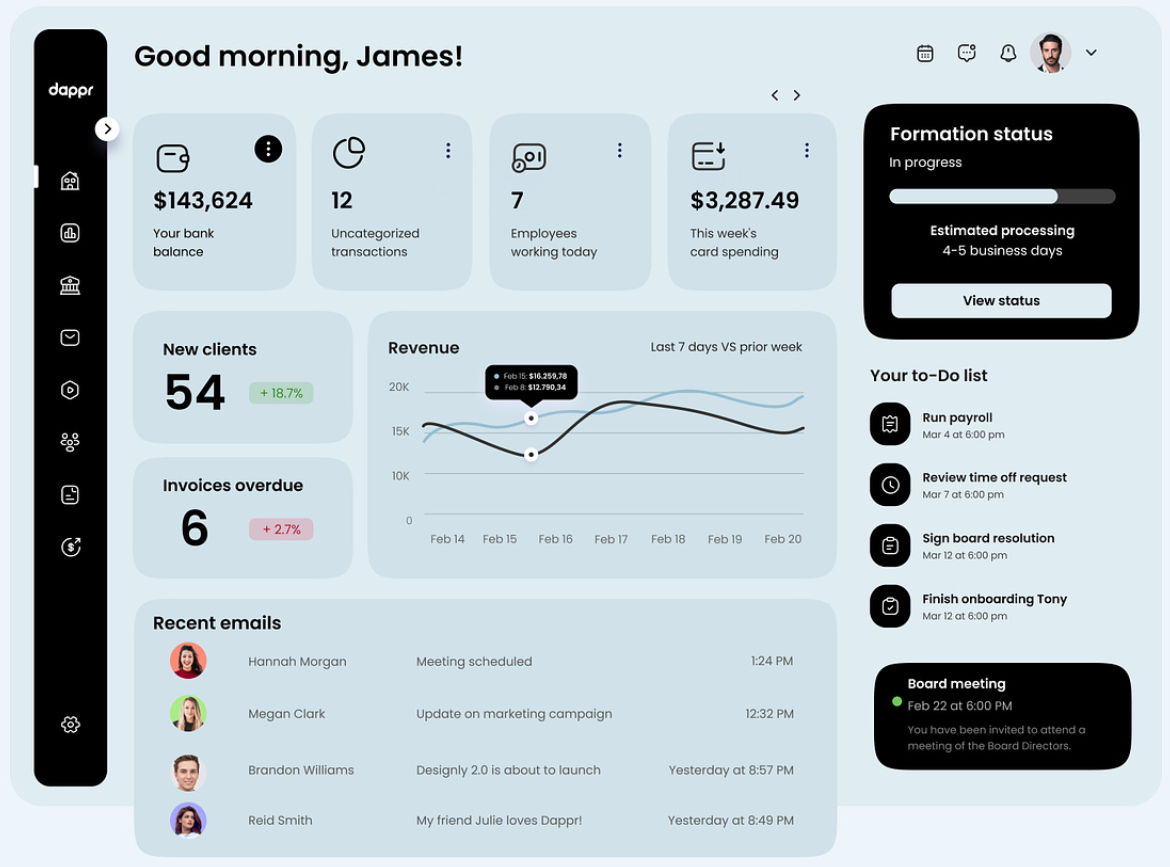 dappr
Good morning, James!
$143,624
Your bank
balance
12
Uncategorized
transactions
7
Employees
working today
$3,287.49
This week's
card spending
Formation status
In progress
Estimated processing
4-5 business days
View status
New clients
54
+ 18.7%
Invoices overdue
6
+ 2.7%
Revenue
Last 7 days VS prior week
Feb 15: $16.259,78
Feb 8: $12.790,34
20K
15K
10K
0
Feb 14 Feb 15 Feb 16 Feb 17 Feb 18 Feb 19 Feb 20
Your to-Do list
Run payroll
Mar 4 at 6:00 pm
Review time off request
Mar 7 at 6:00 pm
Sign board resolution
Mar 12 at 6:00 pm
Finish onboarding Tony
Mar 12 at 6:00 pm
Recent emails
Hannah Morgan Meeting scheduled 1:24 PM
Megan Clark Update on marketing campaign 12:32 PM
Brandon Williams Designly 2.0 is about to launch Yesterday at 8:57 PM
Reid Smith My friend Julie loves Dappr! Yesterday at 8:49 PM
Board meeting
Feb 22 at 6:00 PM
You have been invited to attend a
meeting of the Board Directors.